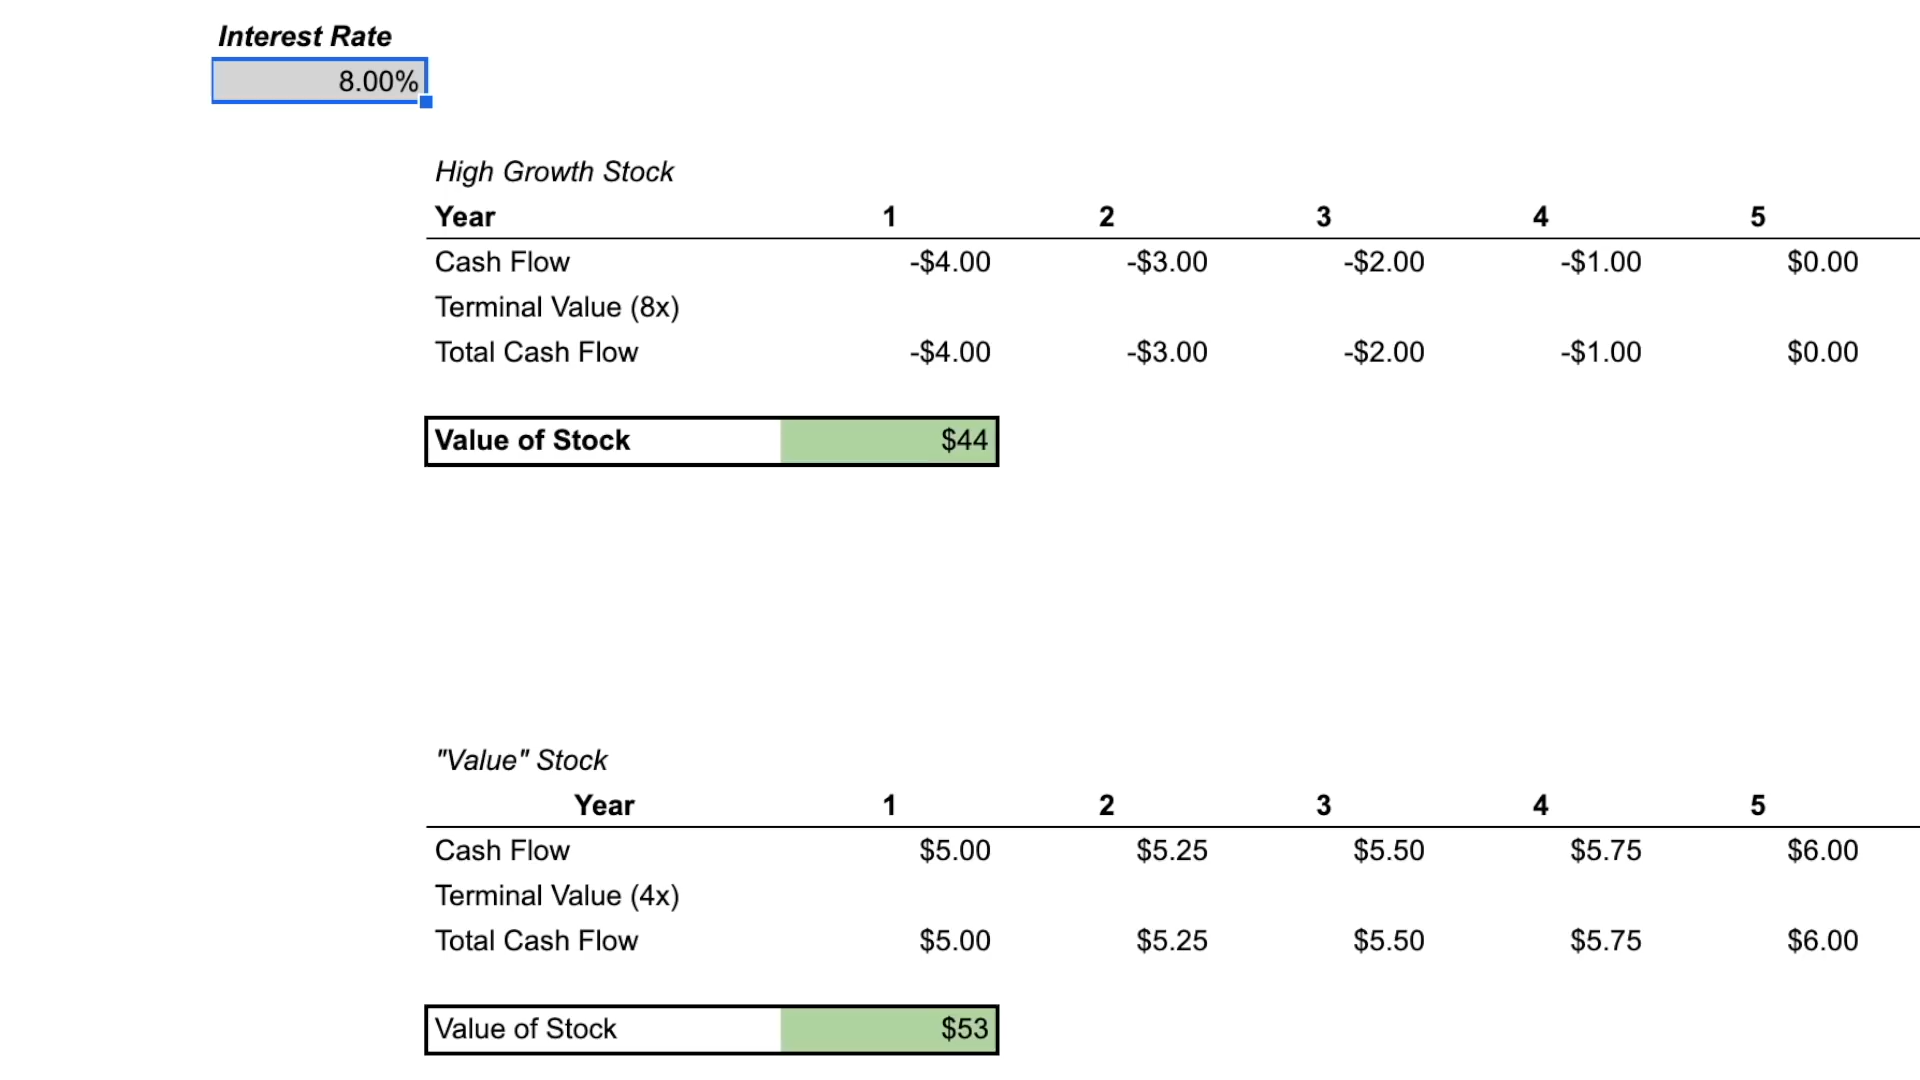 Interest Rate
8.00%
High Growth Stock
Year 1 2 3 4 5
Cash Flow -$4.00 -$3.00 -$2.00 -$1.00 $0.00
Terminal Value (8x)
Total Cash Flow -$4.00 -$3.00 -$2.00 -$1.00 $0.00
Value of Stock $44
"Value" Stock
Year 1 2 3 4 5
Cash Flow $5.00 $5.25 $5.50 $5.75 $6.00
Terminal Value (4x)
Total Cash Flow $5.00 $5.25 $5.50 $5.75 $6.00
Value of Stock $53